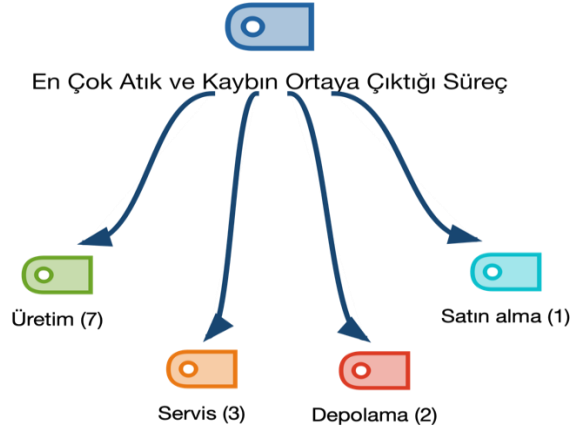 En Çok Atık ve Kaybın Ortaya Çıktığı Süreç
Üretim (7)
Satın alma (1)
Servis (3)
Depolama (2)